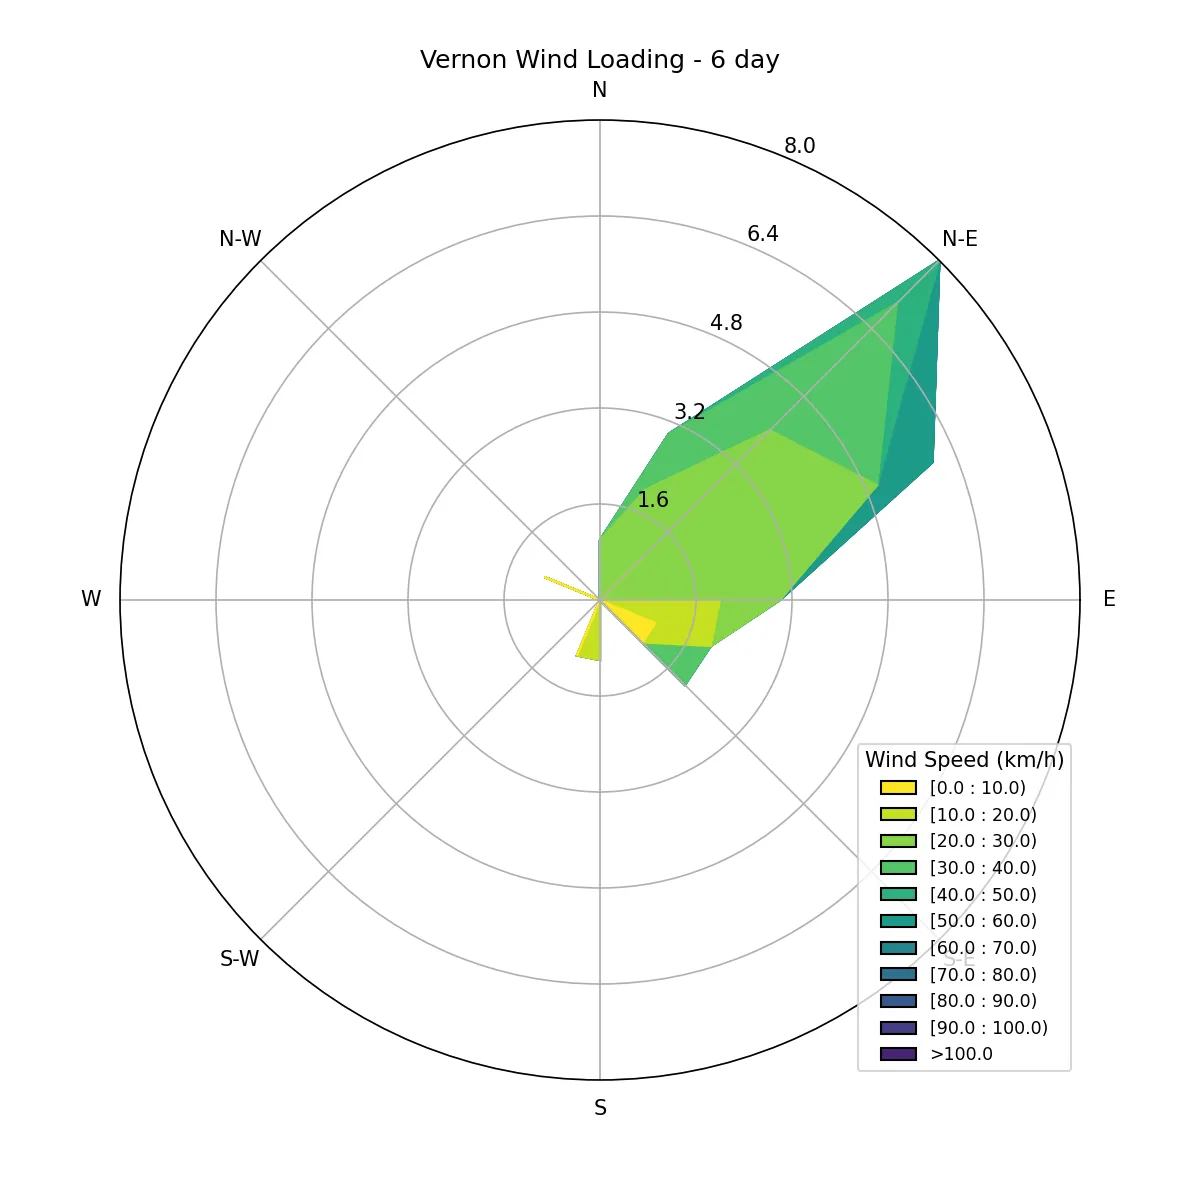 Vernon Wind Loading - 6 day
N
8.0
N-W
6.4
N-E
4.8
3.2
1.6
W
E
Wind Speed (km/h)
[0.0 : 10.0)
[10.0 : 20.0)
[20.0 : 30.0)
[30.0 : 40.0)
[40.0 : 50.0)
[50.0 : 60.0)
[60.0 : 70.0)
[70.0 : 80.0)
[80.0 : 90.0)
[90.0 : 100.0)
>100.0
S-W
S-E
S